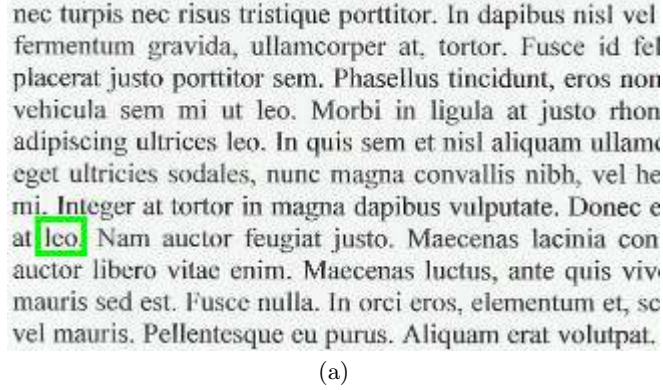 nec turpis nec risus tristique porttitor. In dapibus nisl vel
fermentum gravida, ullamcorper at, tortor. Fusce id fel
placerat justo porttitor sem. Phasellus tincidunt, eros non
vehicula sem mi ut leo. Morbi in ligula at justo rhon
adipiscing ultrices leo. In quis sem et nisl aliquam ullamc
eget ultricies sodales, nunc magna convallis nibh, vel he
mi. Integer at tortor in magna dapibus vulputate. Donec e
at leo. Nam auctor feugiat justo. Maecenas lacinia con
auctor libero vitae enim. Maecenas luctus, ante quis vive
mauris sed est. Fusce nulla. In orci eros, elementum et, sc
vel mauris. Pellentesque eu purus. Aliquam erat volutpat.
(a)